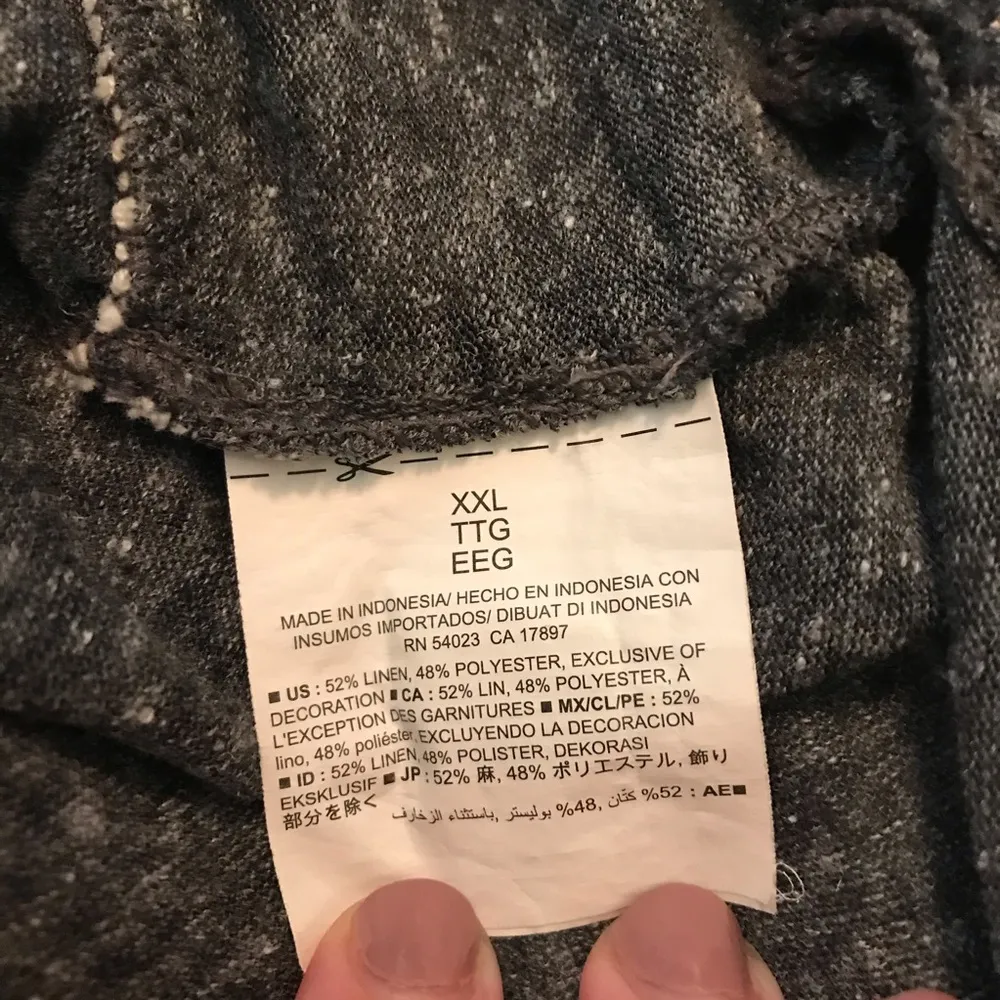 XXL
TTG
EEG
MADE IN INDONESIA/ HECHO EN INDONESIA CON
INSUMOS IMPORTADOS/ DIBUAT DI INDONESIA
RN 54023 CA 17897
■ US : 52% LINEN, 48% POLYESTER, EXCLUSIVE OF
DECORATION ■ CA : 52% LIN, 48% POLYESTER, À
L'EXCEPTION DES GARNITURES ■ MX/CL/PE : 52%
lino, 48% poliéster, EXCLUYENDO LA DECORACION
■ ID : 52% LINEN, 48% POLISTER, DEKORASI
EKSKLUSIF ■ JP : 52% 麻, 48% ポリエステル, 飾り
部分を除く
■AE : 52% كتّان, 48% بوليستر, باستثناء الزخارف